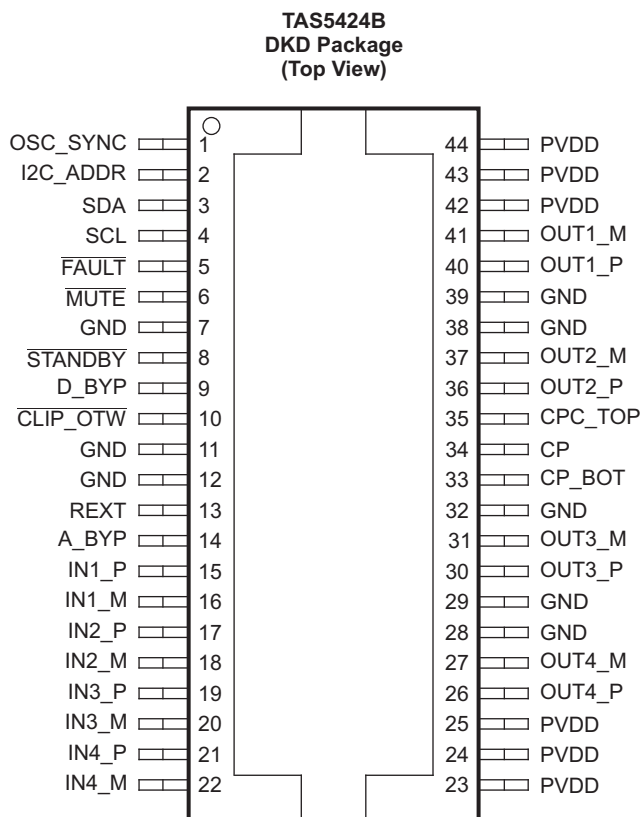 TAS5424B
DKD Package
(Top View)
OSC_SYNC 1 44 PVDD
I2C_ADDR 2 43 PVDD
SDA 3 42 PVDD
SCL 4 41 OUT1_M
FAULT 5 40 OUT1_P
MUTE 6 39 GND
GND 7 38 GND
STANDBY 8 37 OUT2_M
D_BYP 9 36 OUT2_P
CLIP_OTW 10 35 CPC_TOP
GND 11 34 CP
GND 12 33 CP_BOT
REXT 13 32 GND
A_BYP 14 31 OUT3_M
IN1_P 15 30 OUT3_P
IN1_M 16 29 GND
IN2_P 17 28 GND
IN2_M 18 27 OUT4_M
IN3_P 19 26 OUT4_P
IN3_M 20 25 PVDD
IN4_P 21 24 PVDD
IN4_M 22 23 PVDD